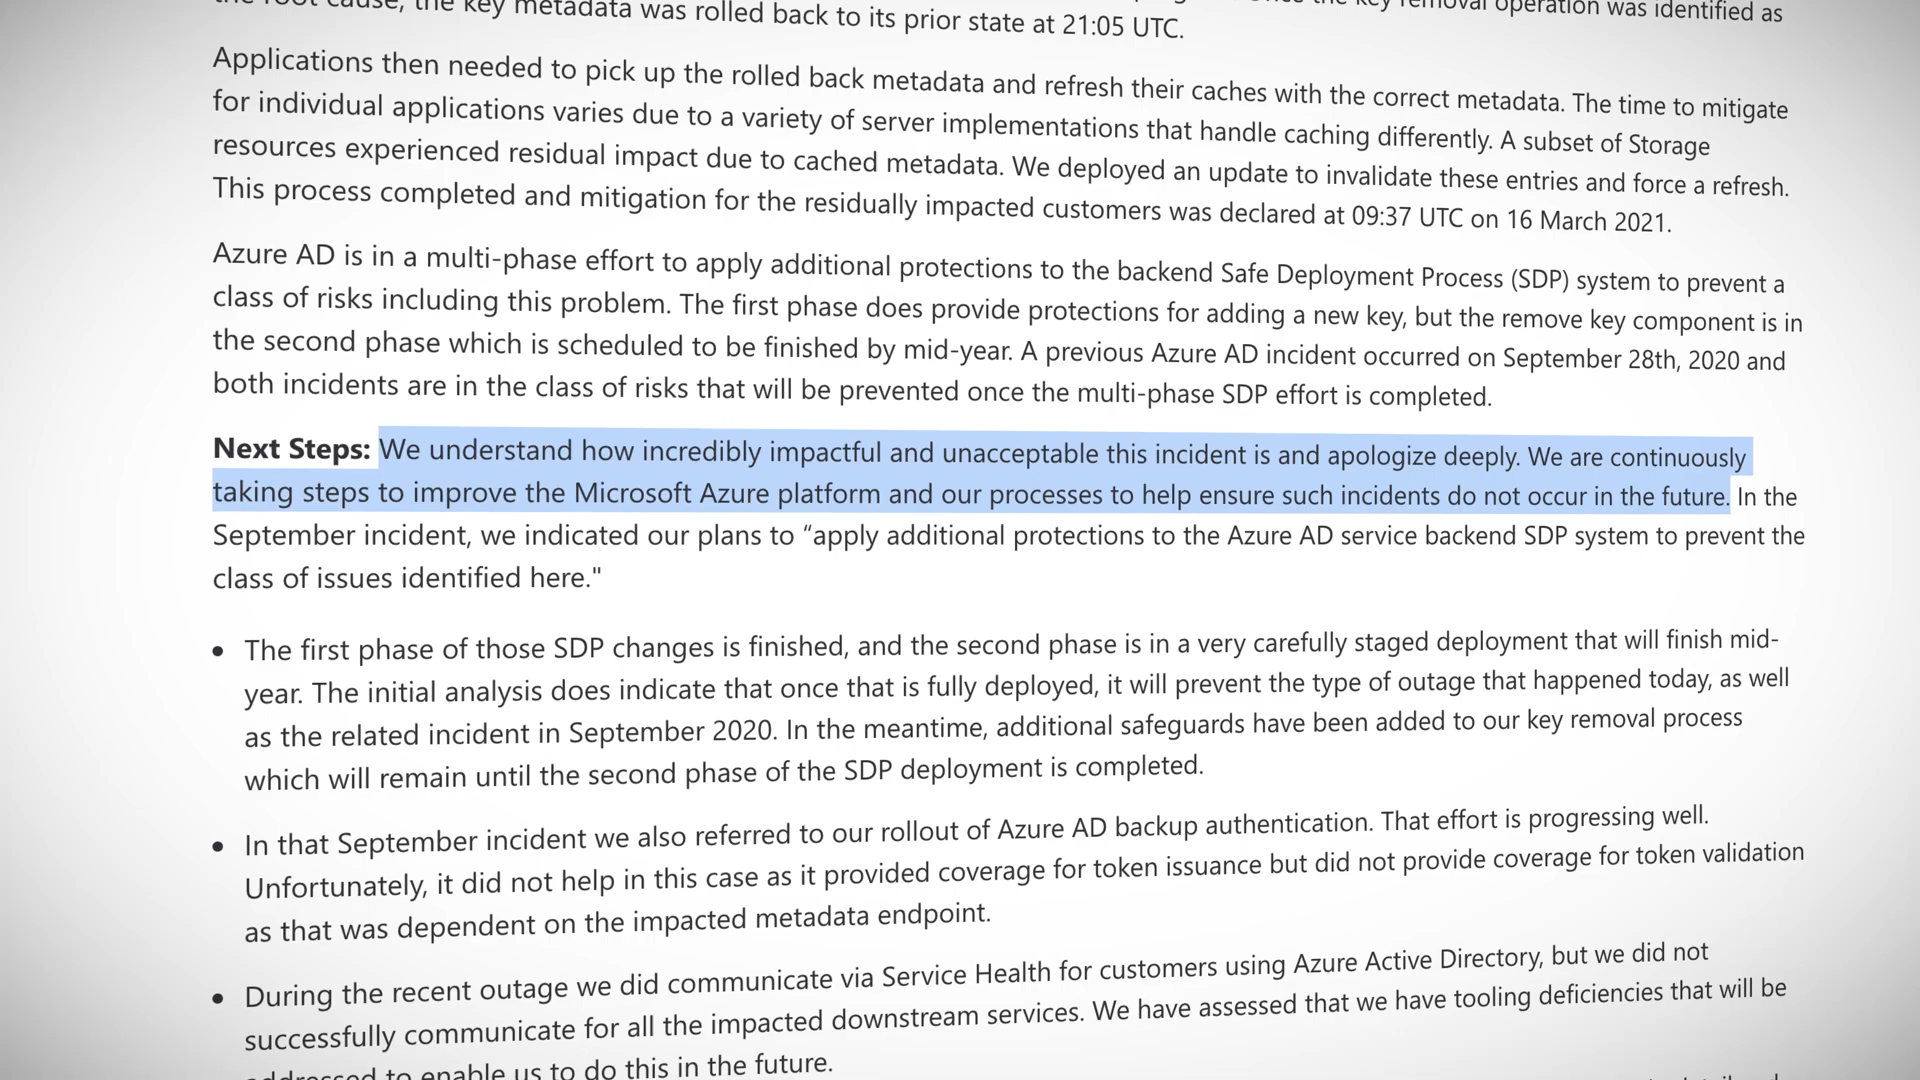 the root cause, the key metadata was rolled back to its prior state at 21:05 UTC. the key removal operation was identified as
Applications then needed to pick up the rolled back metadata and refresh their caches with the correct metadata. The time to mitigate
for individual applications varies due to a variety of server implementations that handle caching differently. A subset of Storage
resources experienced residual impact due to cached metadata. We deployed an update to invalidate these entries and force a refresh.
This process completed and mitigation for the residually impacted customers was declared at 09:37 UTC on 16 March 2021.
Azure AD is in a multi-phase effort to apply additional protections to the backend Safe Deployment Process (SDP) system to prevent a
class of risks including this problem. The first phase does provide protections for adding a new key, but the remove key component is in
the second phase which is scheduled to be finished by mid-year. A previous Azure AD incident occurred on September 28th, 2020 and
both incidents are in the class of risks that will be prevented once the multi-phase SDP effort is completed.
Next Steps: We understand how incredibly impactful and unacceptable this incident is and apologize deeply. We are continuously
taking steps to improve the Microsoft Azure platform and our processes to help ensure such incidents do not occur in the future. In the
September incident, we indicated our plans to “apply additional protections to the Azure AD service backend SDP system to prevent the
class of issues identified here."
• The first phase of those SDP changes is finished, and the second phase is in a very carefully staged deployment that will finish mid-
year. The initial analysis does indicate that once that is fully deployed, it will prevent the type of outage that happened today, as well
as the related incident in September 2020. In the meantime, additional safeguards have been added to our key removal process
which will remain until the second phase of the SDP deployment is completed.
• In that September incident we also referred to our rollout of Azure AD backup authentication. That effort is progressing well.
Unfortunately, it did not help in this case as it provided coverage for token issuance but did not provide coverage for token validation
as that was dependent on the impacted metadata endpoint.
• During the recent outage we did communicate via Service Health for customers using Azure Active Directory, but we did not
successfully communicate for all the impacted downstream services. We have assessed that we have tooling deficiencies that will be
addressed to enable us to do this in the future.